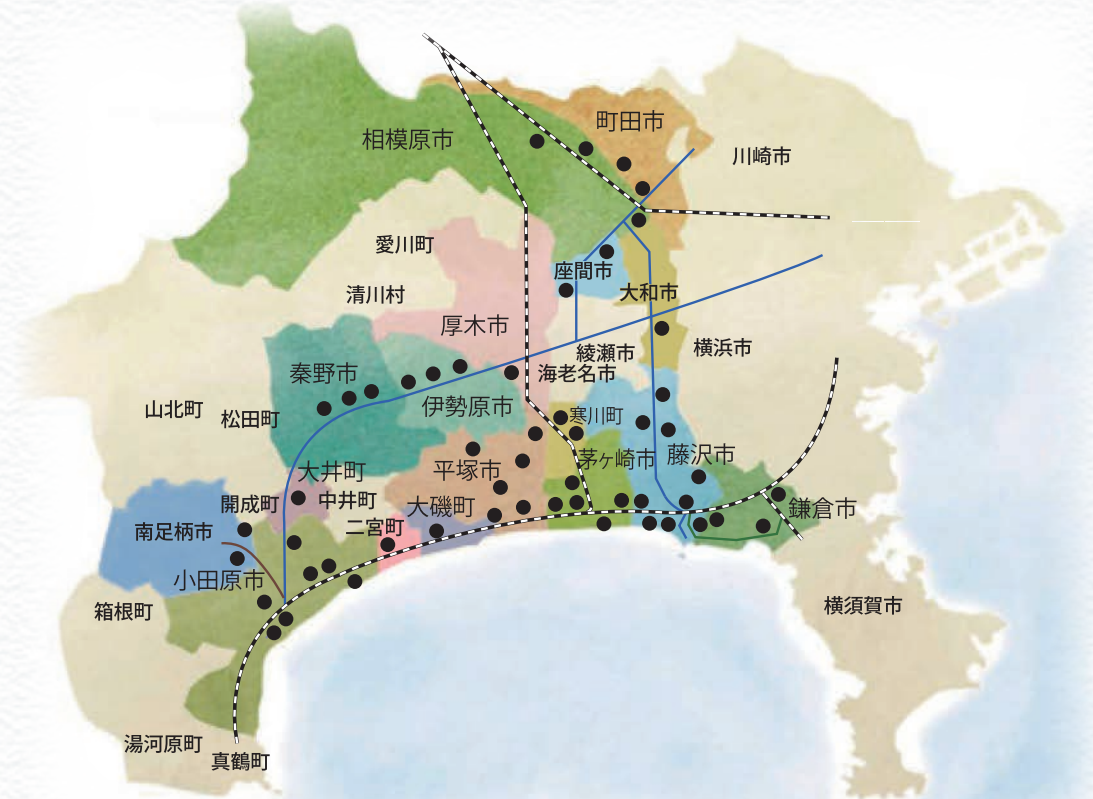 町田市
相模原市
川崎市
愛川町
座間市
清川村
大和市
厚木市
横浜市
綾瀬市
秦野市
海老名市
伊勢原市
山北町
松田町
寒川町
茅ヶ崎市
藤沢市
大井町
平塚市
開成町
中井町
大磯町
鎌倉市
南足柄市
二宮町
小田原市
箱根町
横須賀市
湯河原町
真鶴町